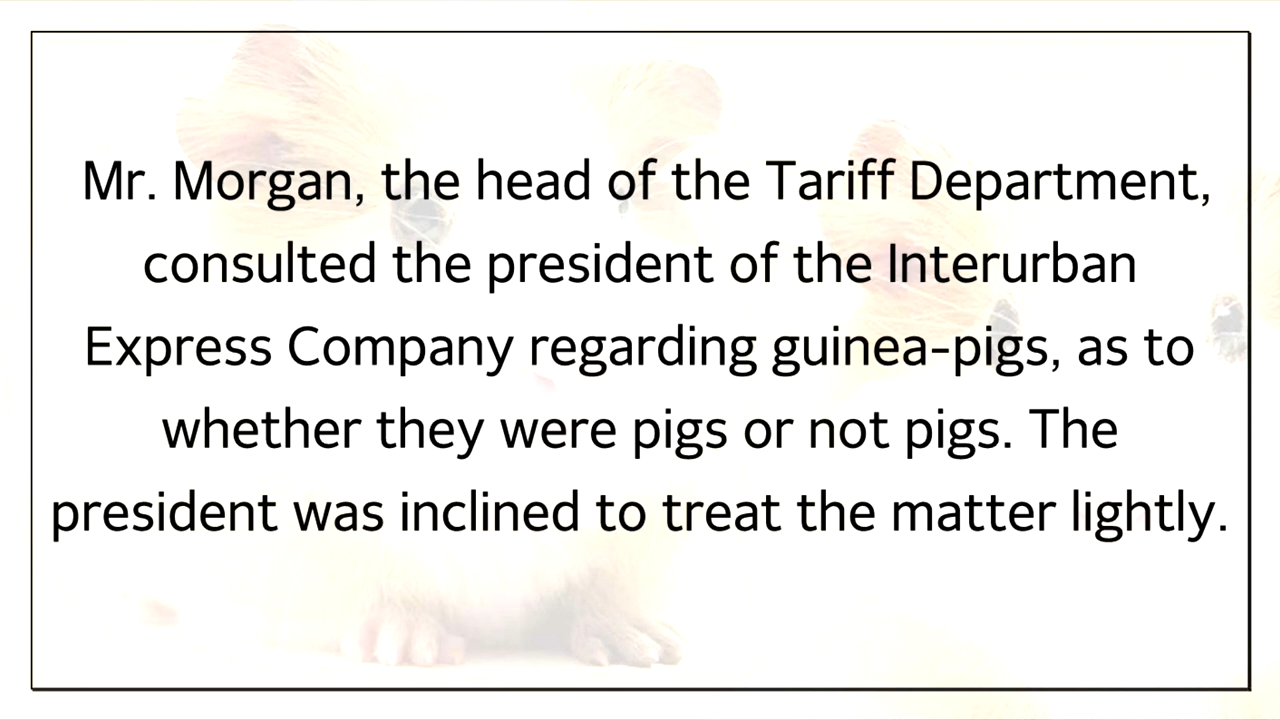 Mr. Morgan, the head of the Tariff Department,
consulted the president of the Interurban
Express Company regarding guinea-pigs, as to
whether they were pigs or not pigs. The
president was inclined to treat the matter lightly.